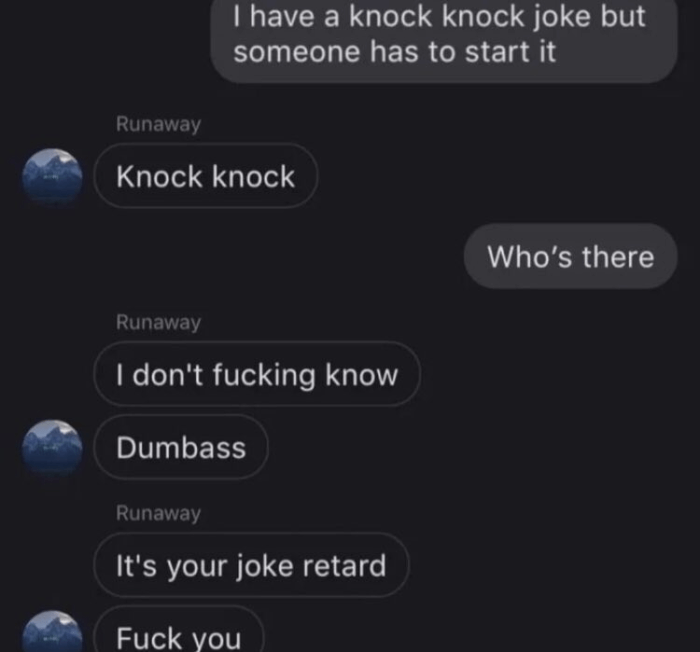 I have a knock knock joke but
someone has to start it
Runaway
Knock knock
Who's there
Runaway
I don't fucking know
Dumbass
Runaway
It's your joke retard
Fuck you